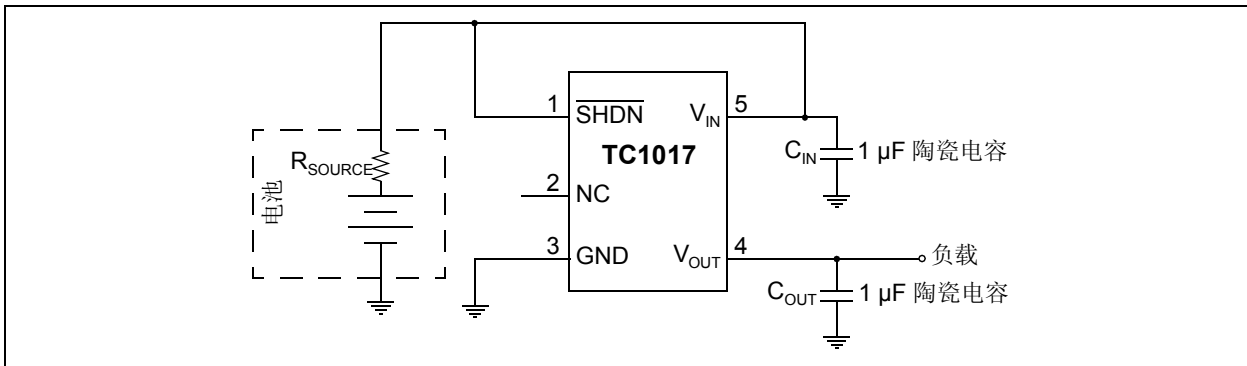 1 SHDN VIN 5
RSOURCE
TC1017
CIN 1 µF 陶瓷电容
电池
2 NC
3 GND VOUT 4
负载
COUT 1 µF 陶瓷电容